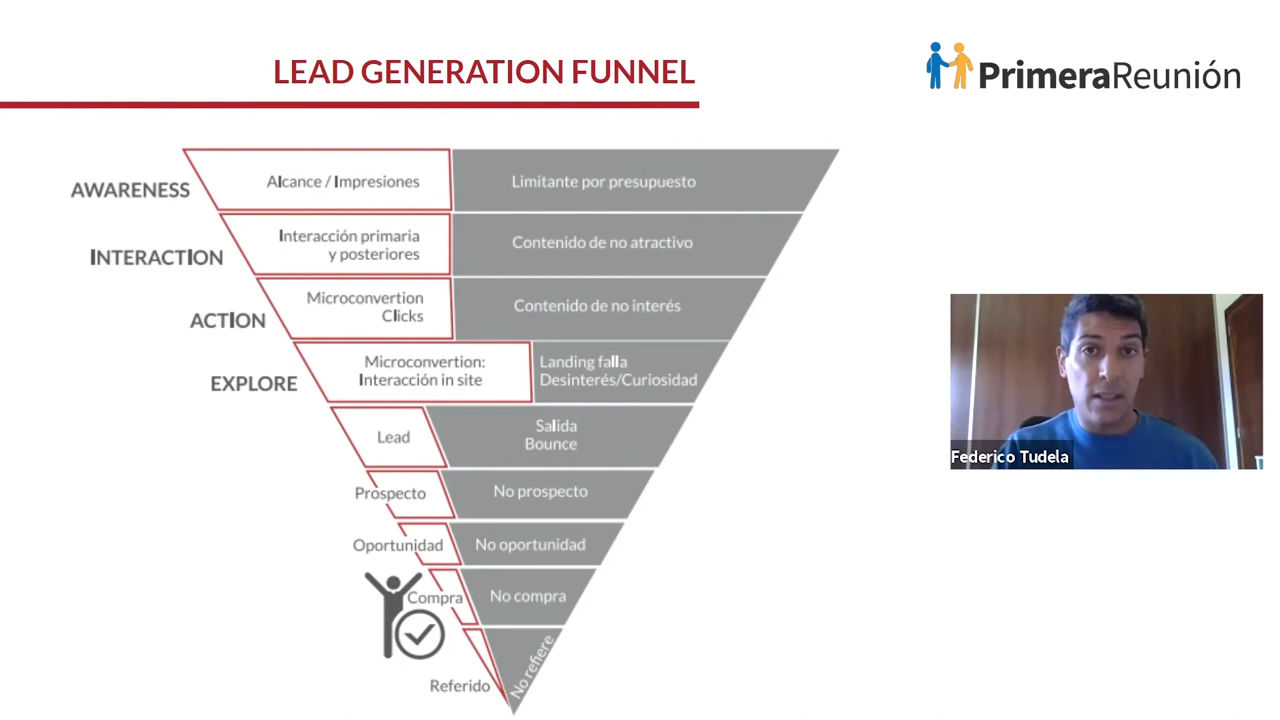 LEAD GENERATION FUNNEL
PrimeraReunión
AWARENESS
Alcance / Impresiones
Limitante por presupuesto
INTERACTION
Interacción primaria
y posteriores
Contenido de no atractivo
ACTION
Microconvertion
Clicks
Contenido de no interés
EXPLORE
Microconvertion:
Interacción in site
Landing falla
Desinterés/Curiosidad
Lead
Salida
Bounce
Prospecto
No prospecto
Oportunidad
No oportunidad
Compra
No compra
Referido
No refiere
Federico Tudela